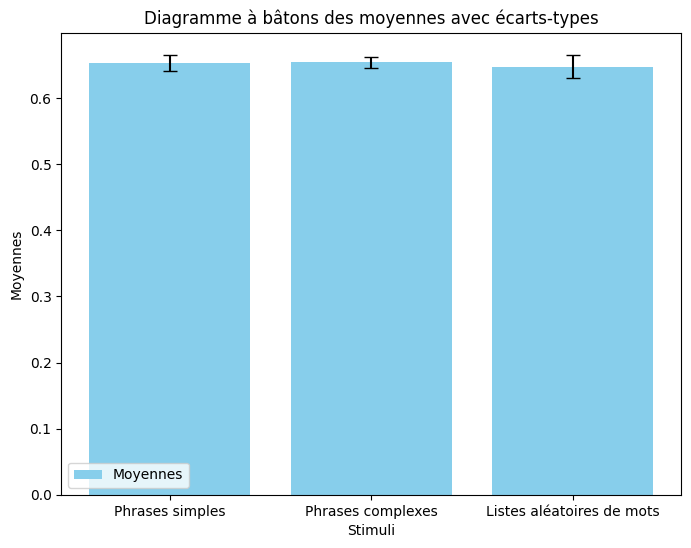 Diagramme à bâtons des moyennes avec écarts-types
Moyennes
0.6
0.5
0.4
0.3
0.2
0.1
0.0
Moyennes
Phrases simples
Phrases complexes
Listes aléatoires de mots
Stimuli